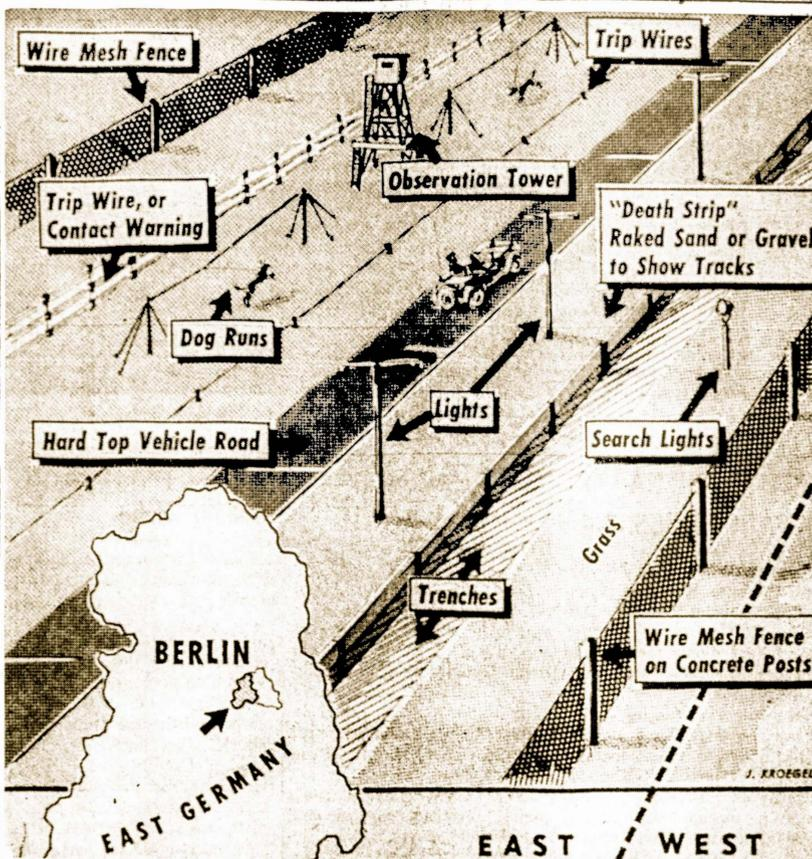 Wire Mesh Fence
Trip Wires
Observation Tower
Trip Wire, or
Contact Warning
"Death Strip"
Raked Sand or Gravel
to Show Tracks
Dog Runs
Lights
Hard Top Vehicle Road
Search Lights
Grass
Trenches
BERLIN
Wire Mesh Fence
on Concrete Posts
EAST GERMANY
J. KROEGE
EAST WEST